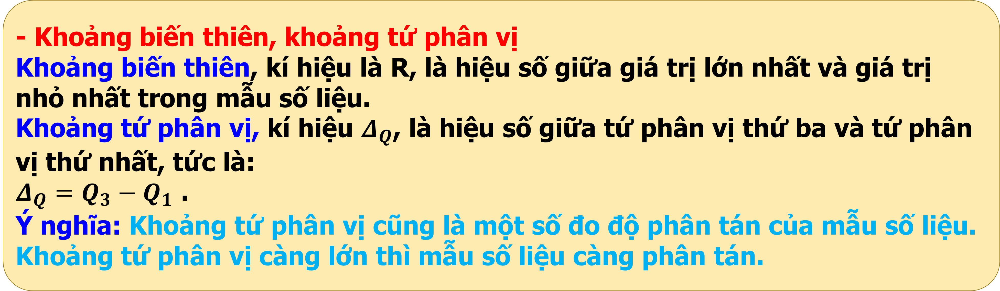 - Khoảng biến thiên, khoảng tứ phân vị
Khoảng biến thiên, kí hiệu là R, là hiệu số giữa giá trị lớn nhất và giá trị
nhỏ nhất trong mẫu số liệu.
Khoảng tứ phân vị, kí hiệu Δ_Q, là hiệu số giữa tứ phân vị thứ ba và tứ phân
vị thứ nhất, tức là:
Δ_Q = Q₃ − Q₁ .
Ý nghĩa: Khoảng tứ phân vị cũng là một số đo độ phân tán của mẫu số liệu.
Khoảng tứ phân vị càng lớn thì mẫu số liệu càng phân tán.